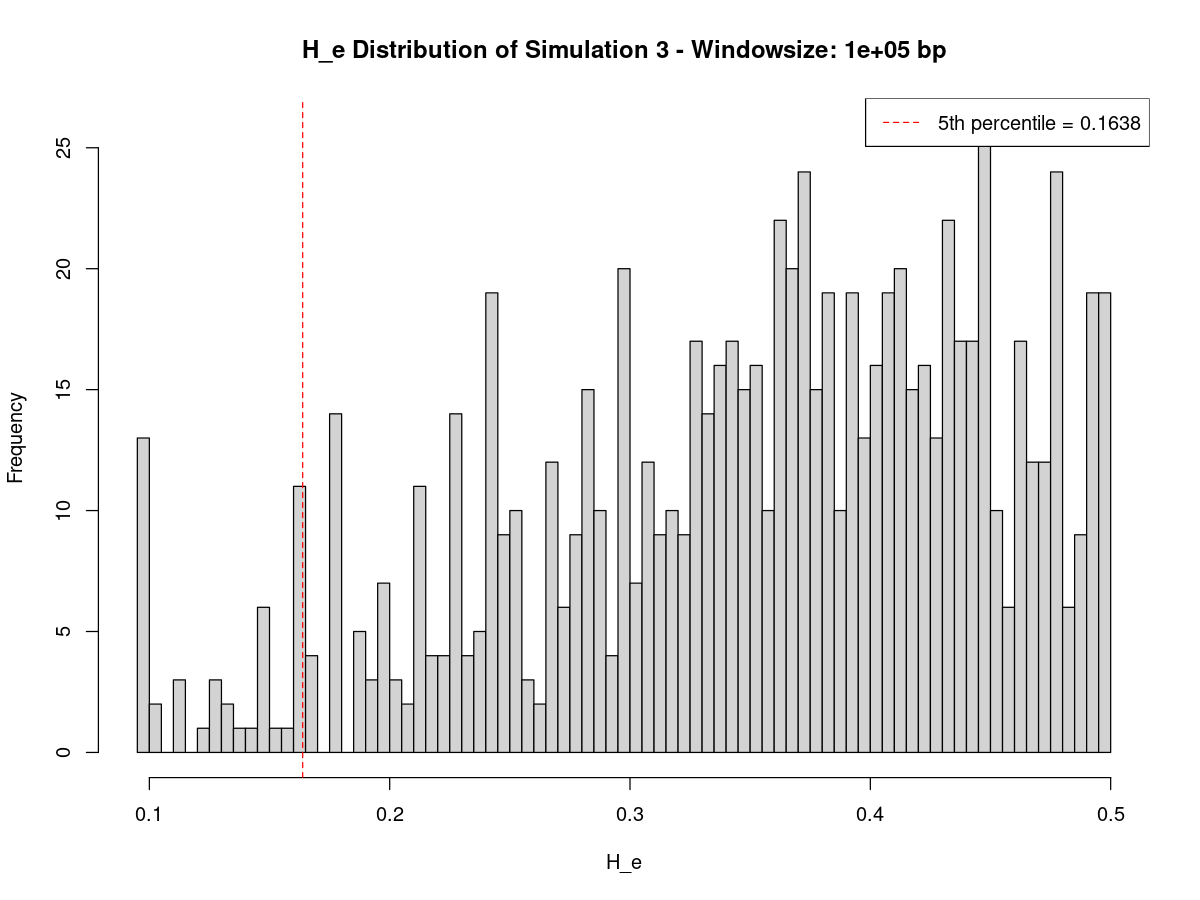 H_e Distribution of Simulation 3 - Windowsize: 1e+05 bp
5th percentile = 0.1638
25
20
15
10
5
0
Frequency
0.1
0.2
0.3
0.4
0.5
H_e